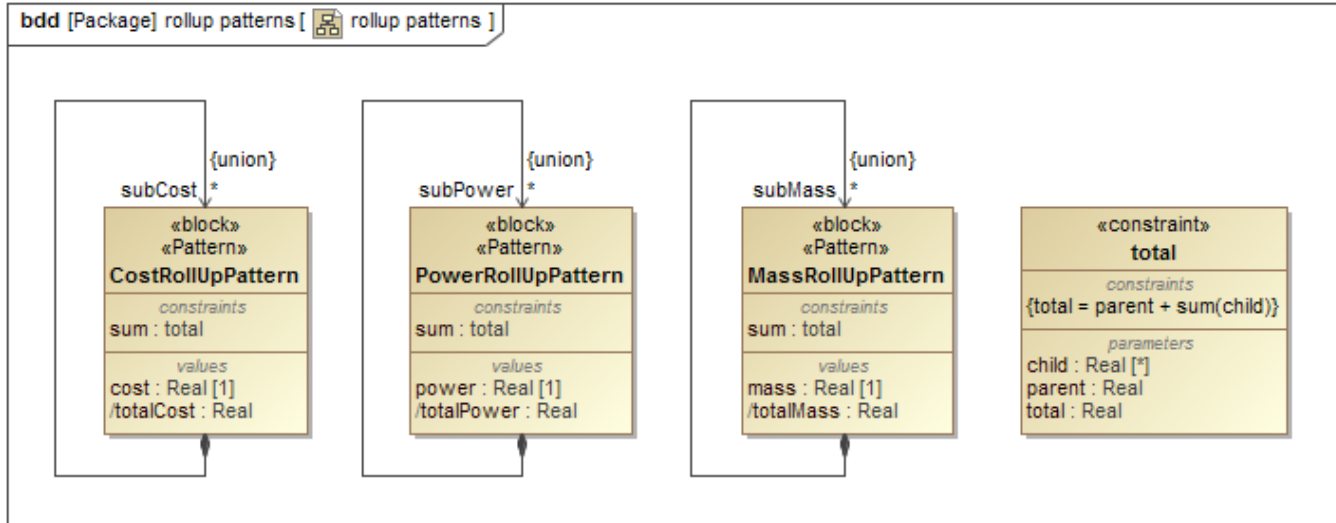 bdd [Package] rollup patterns [ rollup patterns ]
{union}
subCost *
«block»
«Pattern»
CostRollUpPattern
constraints
sum : total
values
cost : Real [1]
/totalCost : Real
{union}
subPower *
«block»
«Pattern»
PowerRollUpPattern
constraints
sum : total
values
power : Real [1]
/totalPower : Real
{union}
subMass *
«block»
«Pattern»
MassRollUpPattern
constraints
sum : total
values
mass : Real [1]
/totalMass : Real
«constraint»
total
constraints
{total = parent + sum(child)}
parameters
child : Real [*]
parent : Real
total : Real